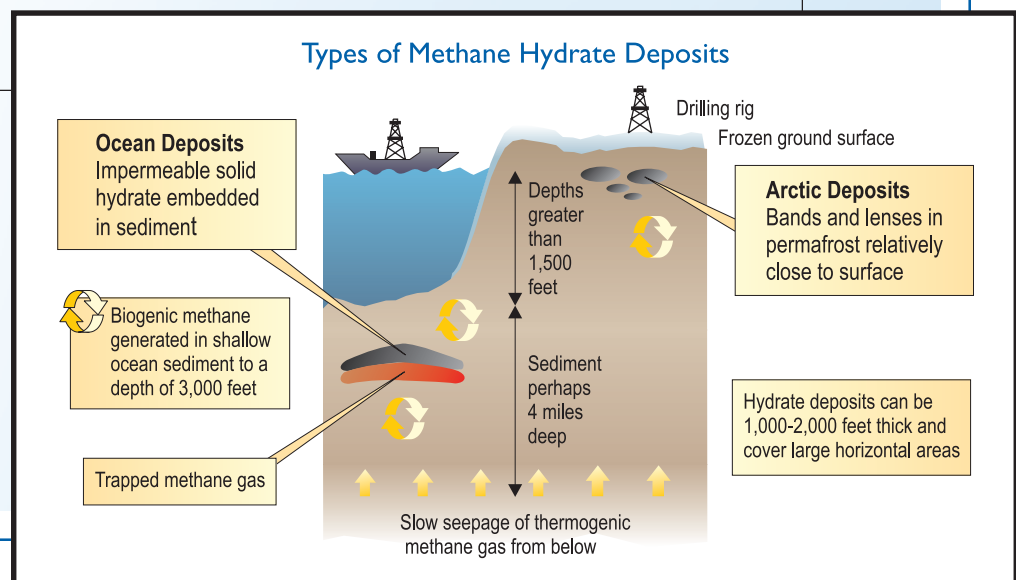 Types of Methane Hydrate Deposits
Drilling rig
Frozen ground surface
Ocean Deposits
Impermeable solid
hydrate embedded
in sediment
Depths
greater
than
1,500
feet
Arctic Deposits
Bands and lenses in
permafrost relatively
close to surface
Biogenic methane
generated in shallow
ocean sediment to a
depth of 3,000 feet
Sediment
perhaps
4 miles
deep
Hydrate deposits can be
1,000-2,000 feet thick and
cover large horizontal areas
Trapped methane gas
Slow seepage of thermogenic
methane gas from below